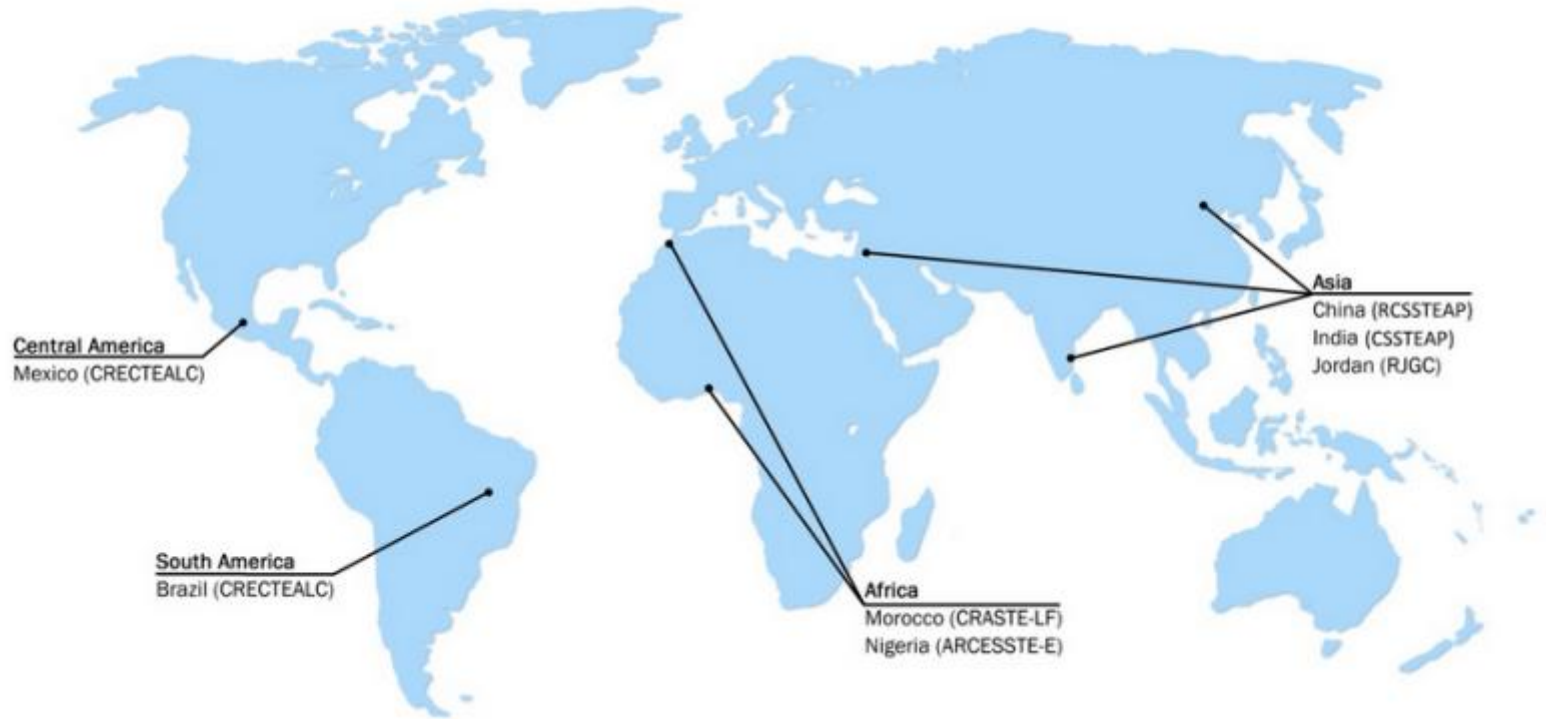 Central America
Mexico (CRECTEALC)
South America
Brazil (CRECTEALC)
Africa
Morocco (CRASTE-LF)
Nigeria (ARCESSTE-E)
Asia
China (RCSSTEAP)
India (CSSTEAP)
Jordan (RJGC)